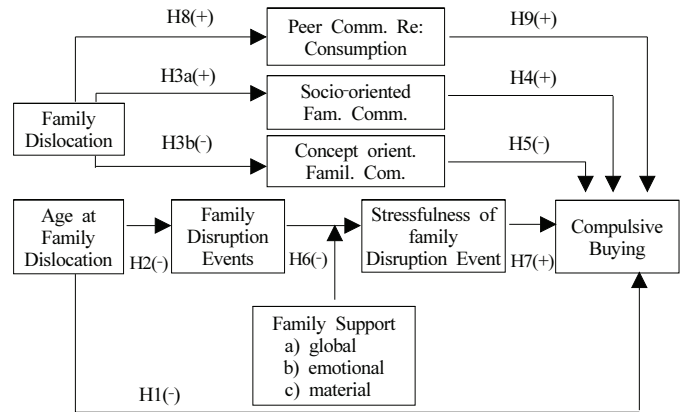 H8(+)
Peer Comm. Re:
Consumption
H9(+)
H3a(+)
Socio-oriented
Fam. Comm.
H4(+)
Family
Dislocation
H3b(-)
Concept orient.
Famil. Com.
H5(-)
Age at
Family
Dislocation
H2(-)
Family
Disruption
Events
H6(-)
Stressfulness of
family
Disruption Event
H7(+)
Compulsive
Buying
Family Support
a) global
b) emotional
c) material
H1(-)